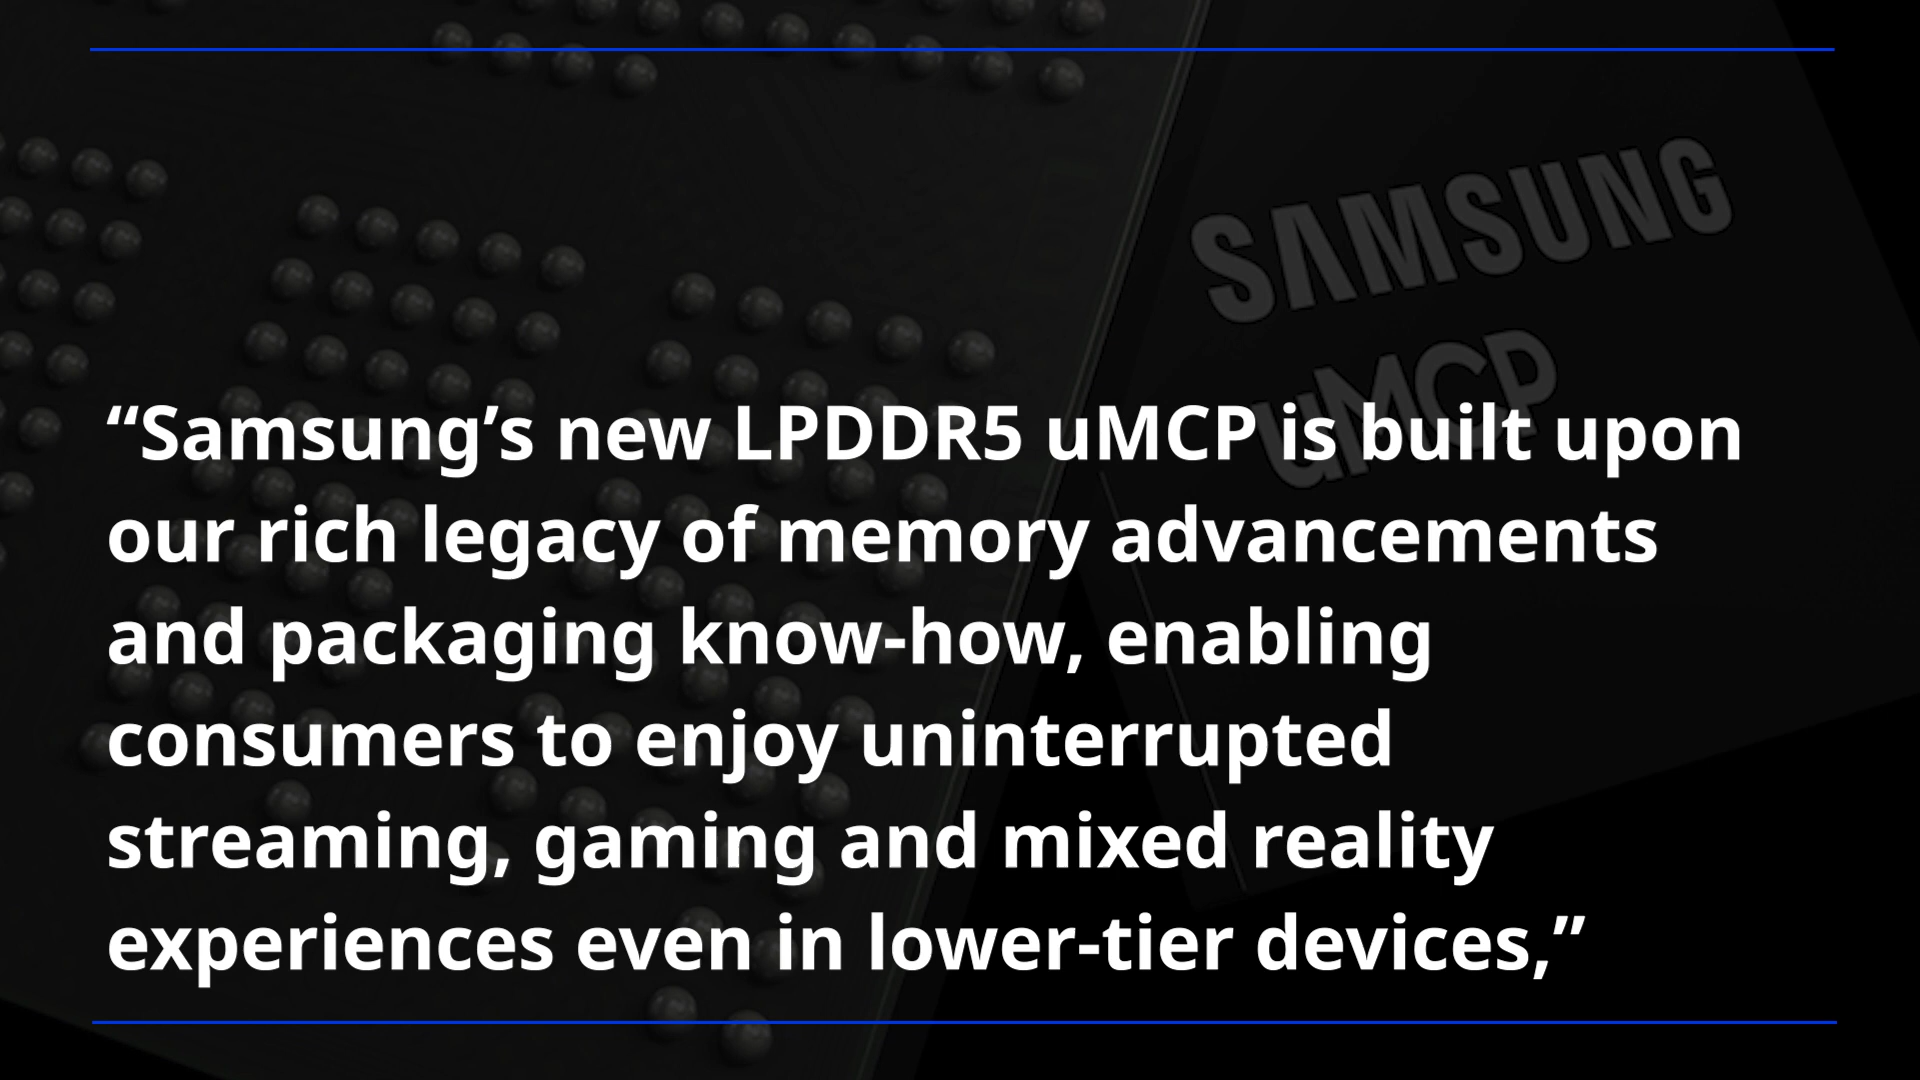 SAMSUNG
uMCP
“Samsung’s new LPDDR5 uMCP is built upon
our rich legacy of memory advancements
and packaging know-how, enabling
consumers to enjoy uninterrupted
streaming, gaming and mixed reality
experiences even in lower-tier devices,”